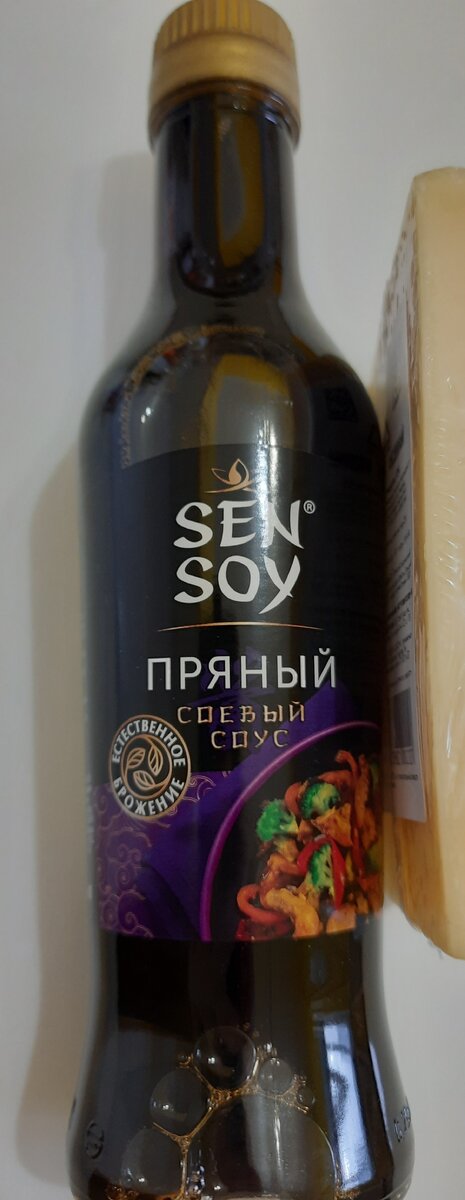 SEN®
SOY
ПРЯНЫЙ
СОЕВЫЙ
СОУС
ЕСТЕСТВЕННОЕ
БРОЖЕНИЕ